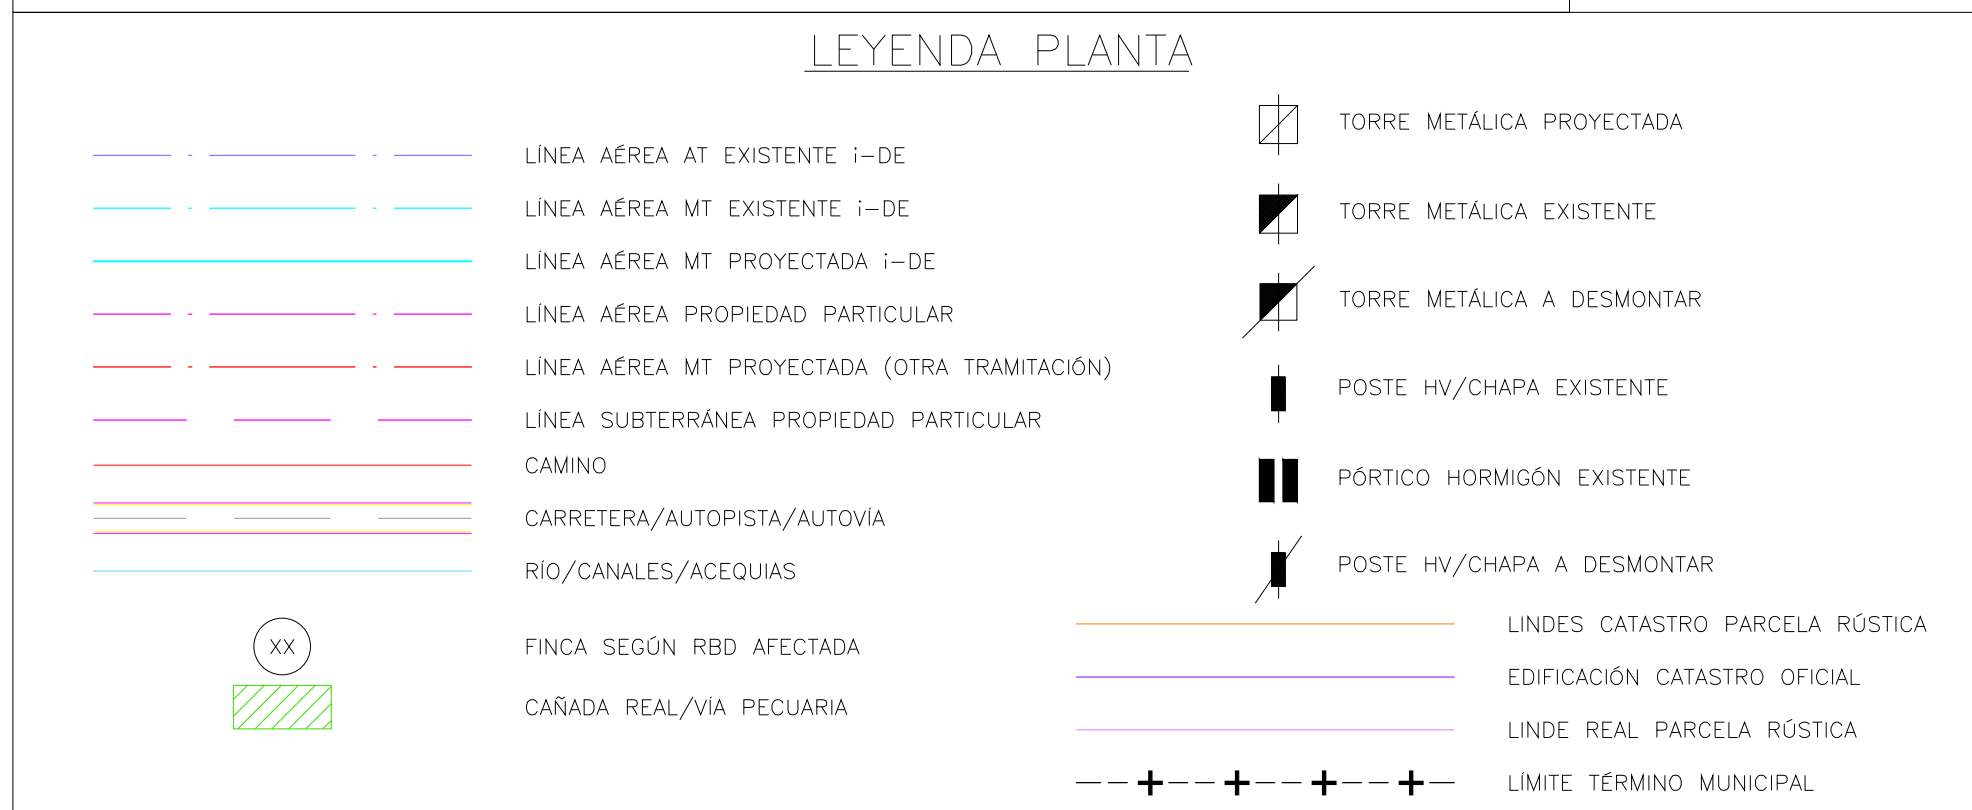 LEYENDA PLANTA
LÍNEA AÉREA AT EXISTENTE i-DE
LÍNEA AÉREA MT EXISTENTE i-DE
LÍNEA AÉREA MT PROYECTADA i-DE
LÍNEA AÉREA PROPIEDAD PARTICULAR
LÍNEA AÉREA MT PROYECTADA (OTRA TRAMITACIÓN)
LÍNEA SUBTERRÁNEA PROPIEDAD PARTICULAR
CAMINO
CARRETERA/AUTOPISTA/AUTOVÍA
RÍO/CANALES/ACEQUIAS
XX
FINCA SEGÚN RBD AFECTADA
CAÑADA REAL/VÍA PECUARIA
TORRE METÁLICA PROYECTADA
TORRE METÁLICA EXISTENTE
TORRE METÁLICA A DESMONTAR
POSTE HV/CHAPA EXISTENTE
PÓRTICO HORMIGÓN EXISTENTE
POSTE HV/CHAPA A DESMONTAR
LINDES CATASTRO PARCELA RÚSTICA
EDIFICACIÓN CATASTRO OFICIAL
LINDE REAL PARCELA RÚSTICA
LÍMITE TÉRMINO MUNICIPAL